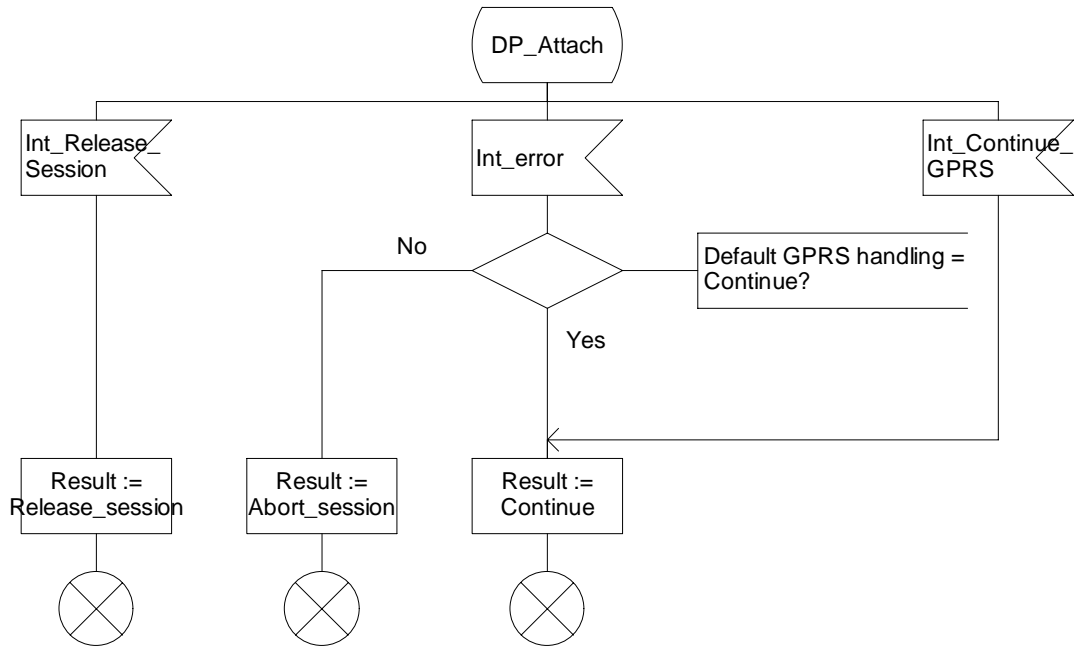 DP_Attach
Int_Release_
Session
Int_error
Int_Continue_
GPRS
No
Default GPRS handling =
Continue?
Yes
Result :=
Release_session
Result :=
Abort_session
Result :=
Continue